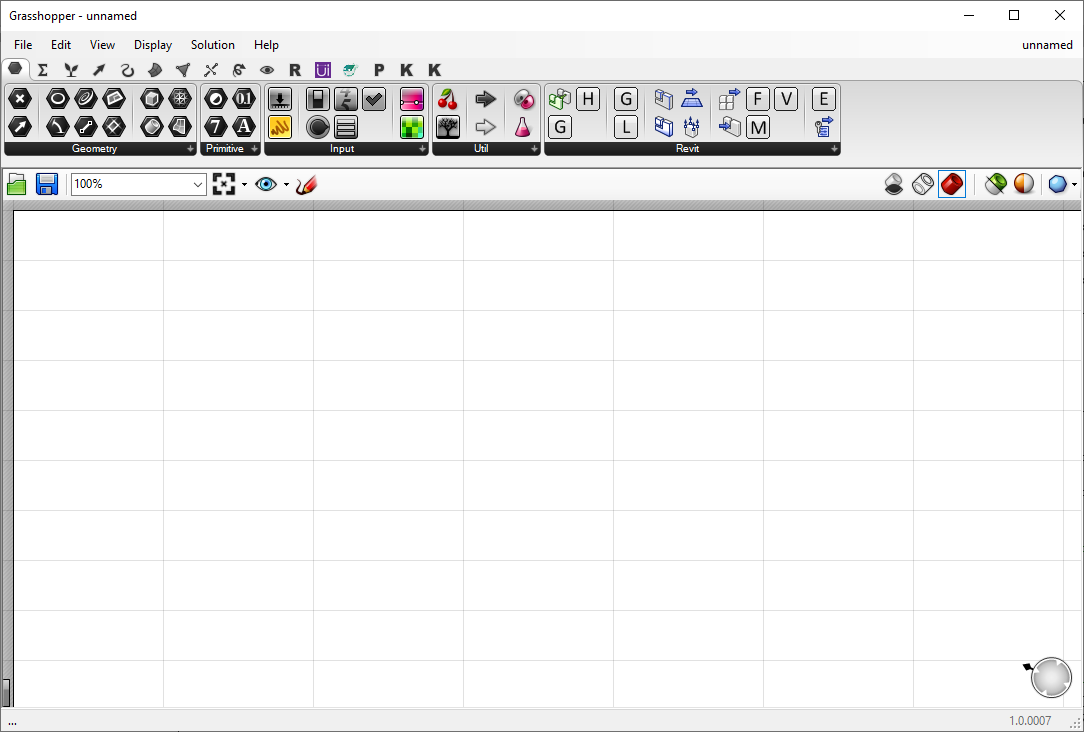 Grasshopper - unnamed
File Edit View Display Solution Help unnamed
Σ R Ui P K K
0.1 H G F V E
7 A G L M
Geometry Primitive Input Util Revit
100%
...
1.0.0007